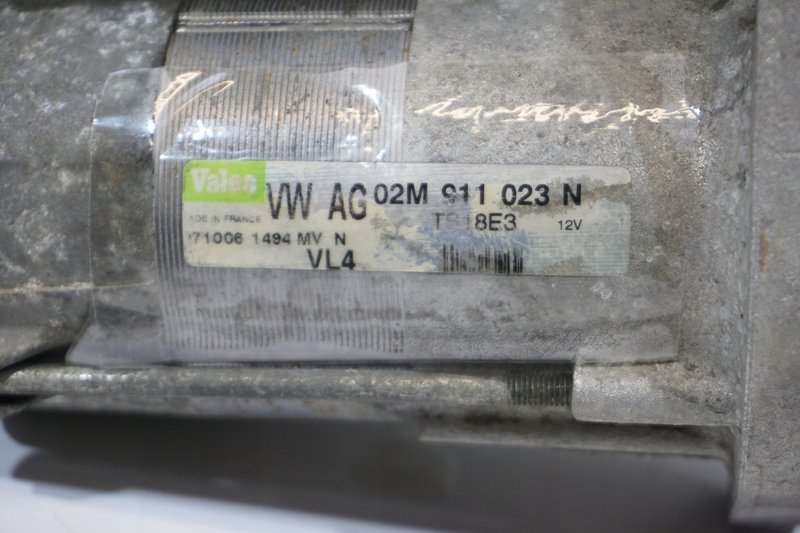 Valeo
VW AG 02M 911 023 N
MADE IN FRANCE
TS18E3 12V
71006 1494 MV N
VL4